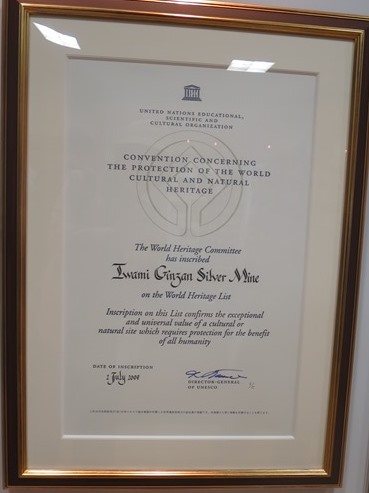 UNITED NATIONS EDUCATIONAL,
SCIENTIFIC AND
CULTURAL ORGANIZATION
CONVENTION CONCERNING
THE PROTECTION OF THE WORLD
CULTURAL AND NATURAL
HERITAGE
The World Heritage Committee
has inscribed
Iwami Ginzan Silver Mine
on the World Heritage List
Inscription on this List confirms the exceptional
and universal value of a cultural or
natural site which requires protection for the benefit
of all humanity
DATE OF INSCRIPTION
2 July 2007
DIRECTOR-GENERAL
OF UNESCO